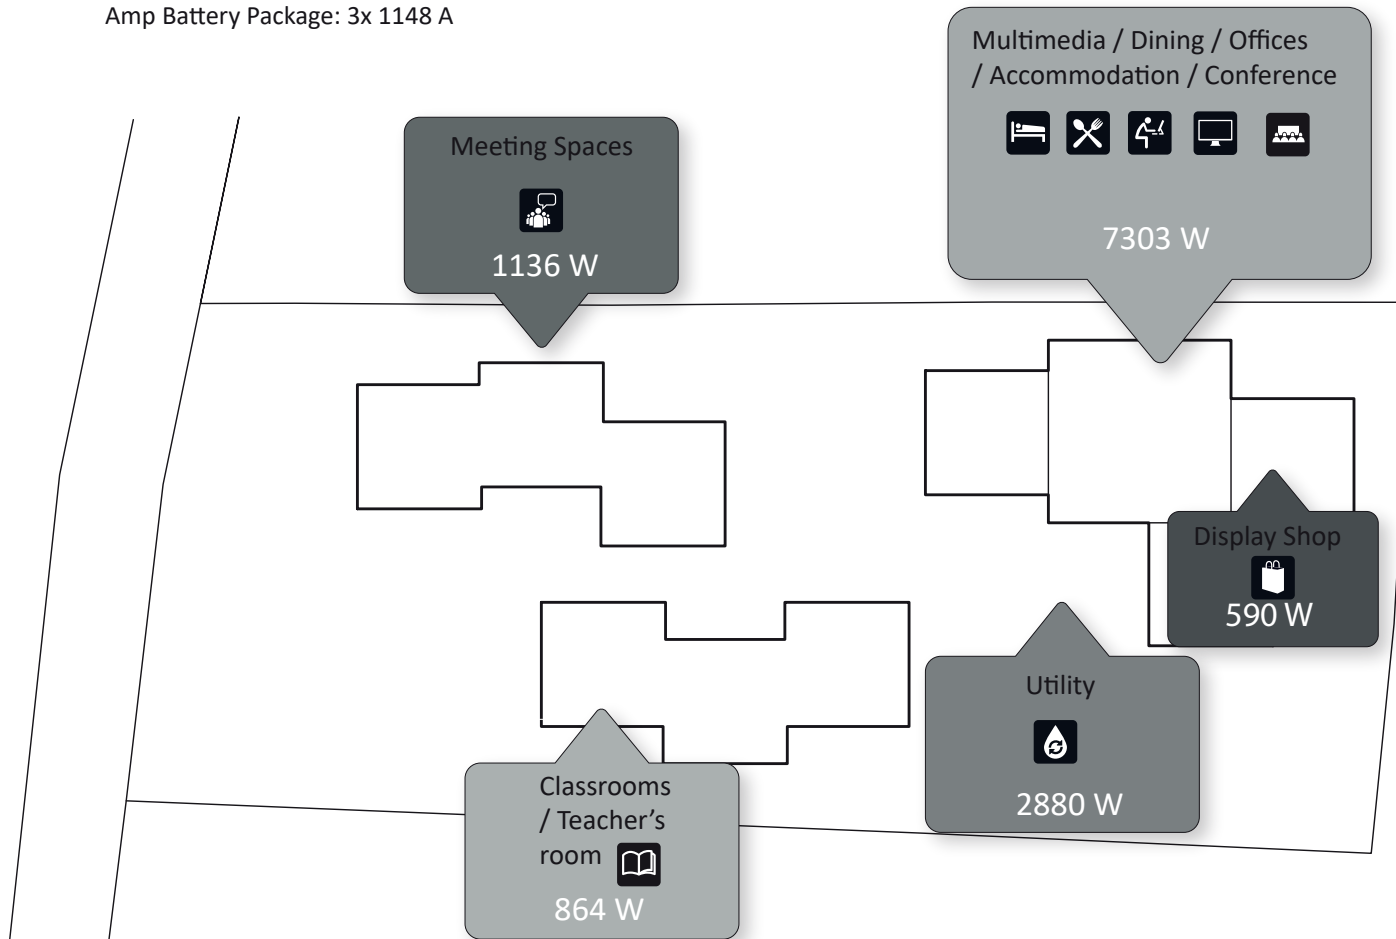 Amp Battery Package: 3x 1148 A
Multimedia / Dining / Offices
/ Accommodation / Conference
7303 W
Meeting Spaces
1136 W
Display Shop
590 W
Utility
2880 W
Classrooms
/ Teacher’s
room
864 W